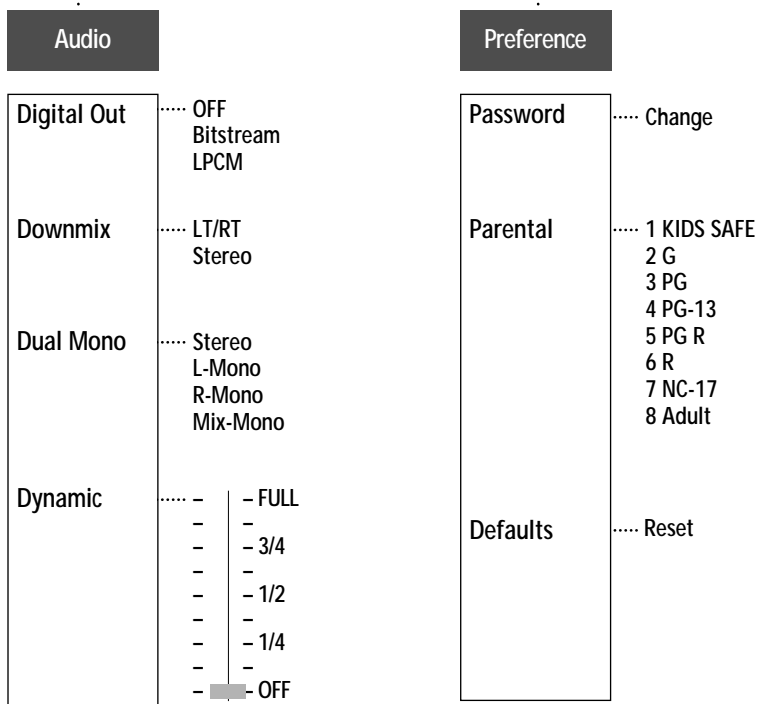 Audio
Digital Out
OFF
Bitstream
LPCM
Downmix
LT/RT
Stereo
Dual Mono
Stereo
L-Mono
R-Mono
Mix-Mono
Dynamic
FULL
3/4
1/2
1/4
OFF
Preference
Password
Change
Parental
1 KIDS SAFE
2 G
3 PG
4 PG-13
5 PG R
6 R
7 NC-17
8 Adult
Defaults
Reset